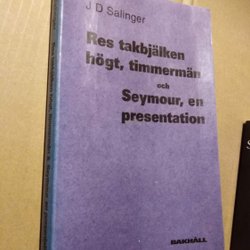 J D Salinger
Res takbjälken
högt, timmermän
och
Seymour, en
presentation
BAKHÅLL